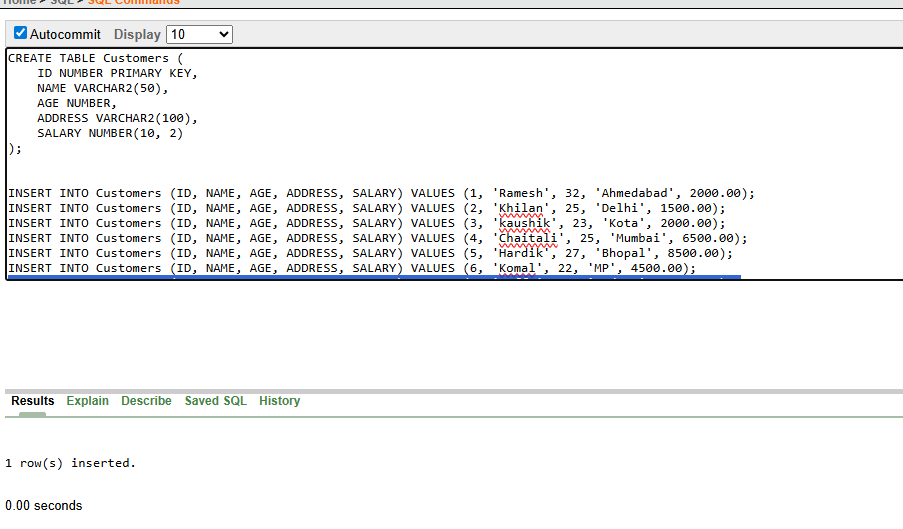 Home > SQL > SQL Commands
Autocommit Display 10
CREATE TABLE Customers (
    ID NUMBER PRIMARY KEY,
    NAME VARCHAR2(50),
    AGE NUMBER,
    ADDRESS VARCHAR2(100),
    SALARY NUMBER(10, 2)
);
INSERT INTO Customers (ID, NAME, AGE, ADDRESS, SALARY) VALUES (1, 'Ramesh', 32, 'Ahmedabad', 2000.00);
INSERT INTO Customers (ID, NAME, AGE, ADDRESS, SALARY) VALUES (2, 'Khilan', 25, 'Delhi', 1500.00);
INSERT INTO Customers (ID, NAME, AGE, ADDRESS, SALARY) VALUES (3, 'kaushik', 23, 'Kota', 2000.00);
INSERT INTO Customers (ID, NAME, AGE, ADDRESS, SALARY) VALUES (4, 'Chaitali', 25, 'Mumbai', 6500.00);
INSERT INTO Customers (ID, NAME, AGE, ADDRESS, SALARY) VALUES (5, 'Hardik', 27, 'Bhopal', 8500.00);
INSERT INTO Customers (ID, NAME, AGE, ADDRESS, SALARY) VALUES (6, 'Komal', 22, 'MP', 4500.00);
Results Explain Describe Saved SQL History
1 row(s) inserted.
0.00 seconds